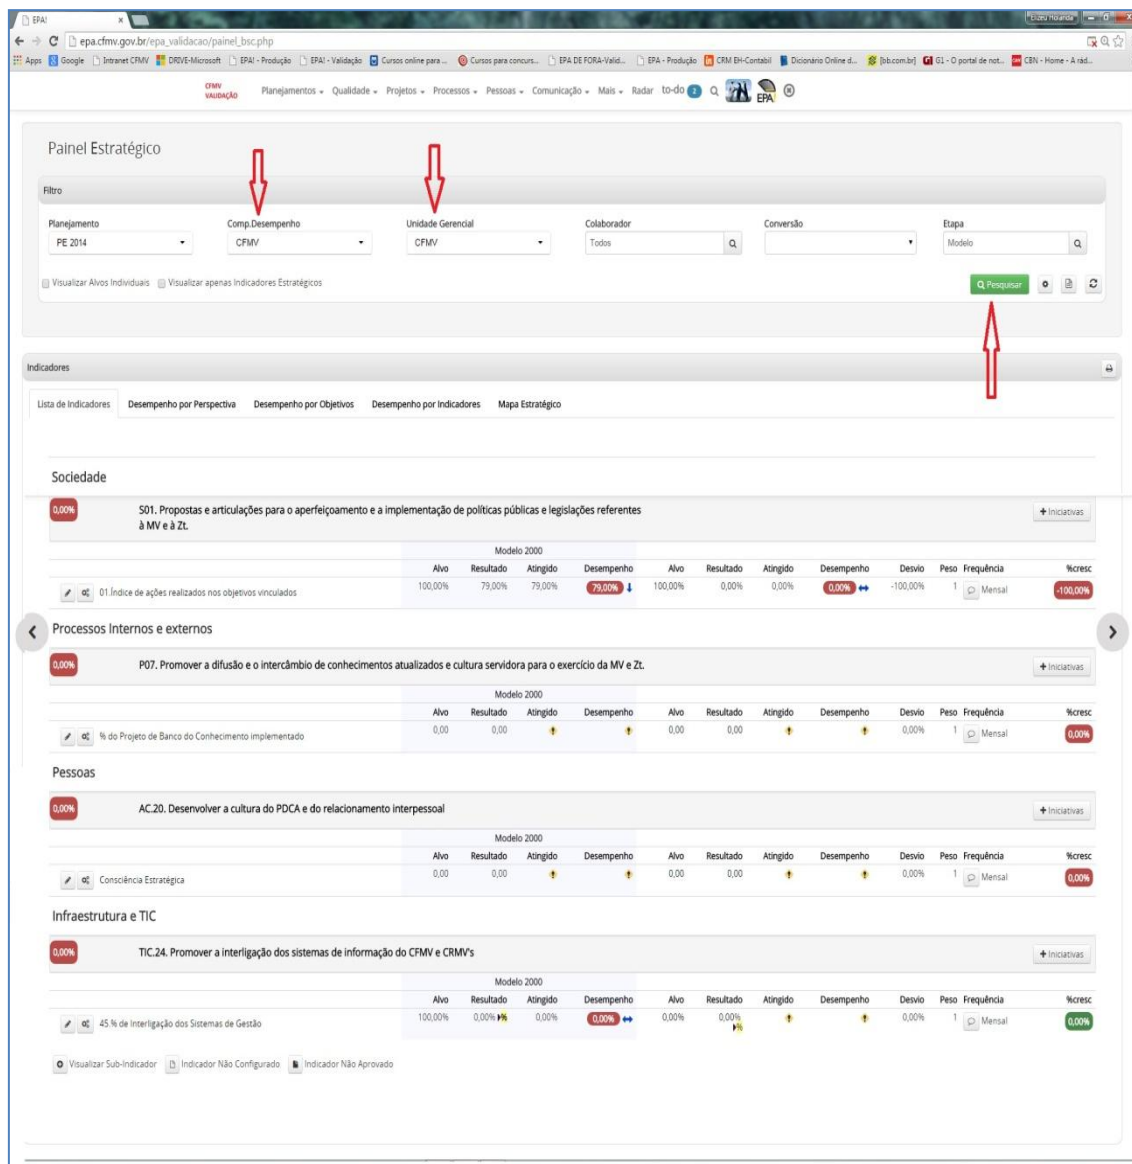 EPA!
Elizeu Holanda
epa.cfmv.gov.br/epa_validacao/painel_bsc.php
Apps Google Intranet CFMV DRIVE-Microsoft EPA! - Produção EPA! - Validação Cursos online para ... Cursos para concurs... EPA DE FORA-Valid... EPA - Produção CRM EH-Contabil Dicionário Online d... [bb.com.br] G1 - O portal de not... CBN - Home - A rád...
CFMV VALIDAÇÃO
Planejamentos Qualidade Projetos Processos Pessoas Comunicação Mais Radar to-do 2 EPA!
Painel Estratégico
Filtro
Planejamento Comp.Desempenho Unidade Gerencial Colaborador Conversão Etapa
PE 2014 CFMV CFMV Todos Modelo
Visualizar Alvos Individuais Visualizar apenas Indicadores Estratégicos Pesquisar
Indicadores
Lista de Indicadores Desempenho por Perspectiva Desempenho por Objetivos Desempenho por Indicadores Mapa Estratégico
Sociedade
0,00% S01. Propostas e articulações para o aperfeiçoamento e a implementação de políticas públicas e legislações referentes + Iniciativas
à MV e à Zt.
Modelo 2000
Alvo Resultado Atingido Desempenho Alvo Resultado Atingido Desempenho Desvio Peso Frequência %cresc
01.Índice de ações realizados nos objetivos vinculados 100,00% 79,00% 79,00% 79,00% 100,00% 0,00% 0,00% 0,00% -100,00% 1 Mensal -100,00%
Processos Internos e externos
0,00% P07. Promover a difusão e o intercâmbio de conhecimentos atualizados e cultura servidora para o exercício da MV e Zt. + Iniciativas
Modelo 2000
Alvo Resultado Atingido Desempenho Alvo Resultado Atingido Desempenho Desvio Peso Frequência %cresc
% do Projeto de Banco do Conhecimento implementado 0,00 0,00 0,00 0,00 0,00% 1 Mensal 0,00%
Pessoas
0,00% AC.20. Desenvolver a cultura do PDCA e do relacionamento interpessoal + Iniciativas
Modelo 2000
Alvo Resultado Atingido Desempenho Alvo Resultado Atingido Desempenho Desvio Peso Frequência %cresc
Consciência Estratégica 0,00 0,00 0,00 0,00 0,00% 1 Mensal 0,00%
Infraestrutura e TIC
0,00% TIC.24. Promover a interligação dos sistemas de informação do CFMV e CRMV's + Iniciativas
Modelo 2000
Alvo Resultado Atingido Desempenho Alvo Resultado Atingido Desempenho Desvio Peso Frequência %cresc
45.% de Interligação dos Sistemas de Gestão 100,00% 0,00% % 0,00% 0,00% 0,00% 0,00% % 0,00% 1 Mensal 0,00%
Visualizar Sub-Indicador Indicador Não Configurado Indicador Não Aprovado